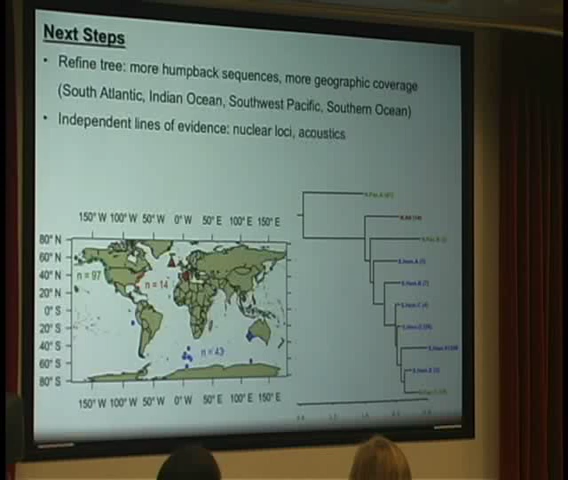 Next Steps
• Refine tree: more humpback sequences, more geographic coverage
(South Atlantic, Indian Ocean, Southwest Pacific, Southern Ocean)
• Independent lines of evidence: nuclear loci, acoustics
150° W 100° W 50° W 0° W 50° E 100° E 150° E
80° N
60° N
40° N
20° N
0° S
20° S
40° S
60° S
80° S
n = 97
n = 14
n = 43
150° W 100° W 50° W 0° W 50° E 100° E 150° E